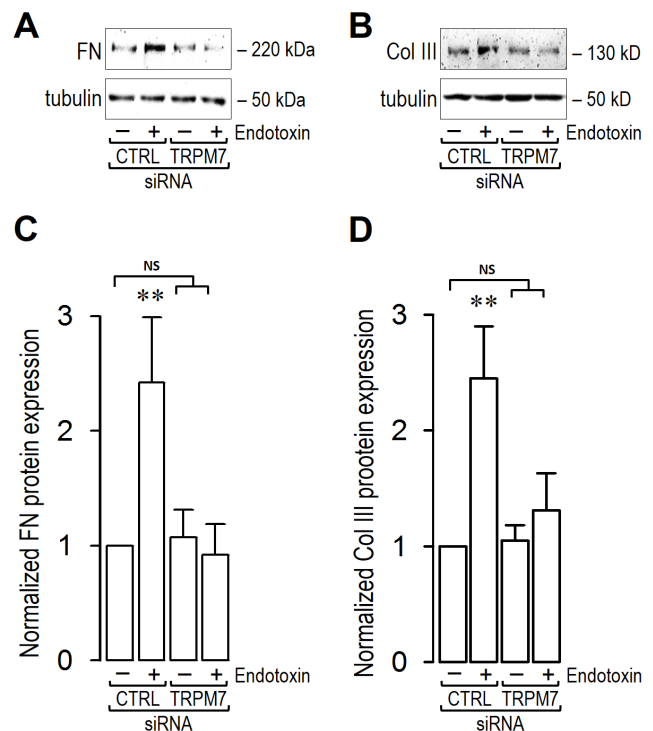 A
FN
– 220 kDa
tubulin
– 50 kDa
– + – + Endotoxin
CTRL TRPM7
siRNA
B
Col III
– 130 kD
tubulin
– 50 kD
– + – + Endotoxin
CTRL TRPM7
siRNA
C
NS
**
Normalized FN protein expression
3
2
1
0
– + – + Endotoxin
CTRL TRPM7
siRNA
D
NS
**
Normalized Col III prootein expression
3
2
1
0
– + – + Endotoxin
CTRL TRPM7
siRNA